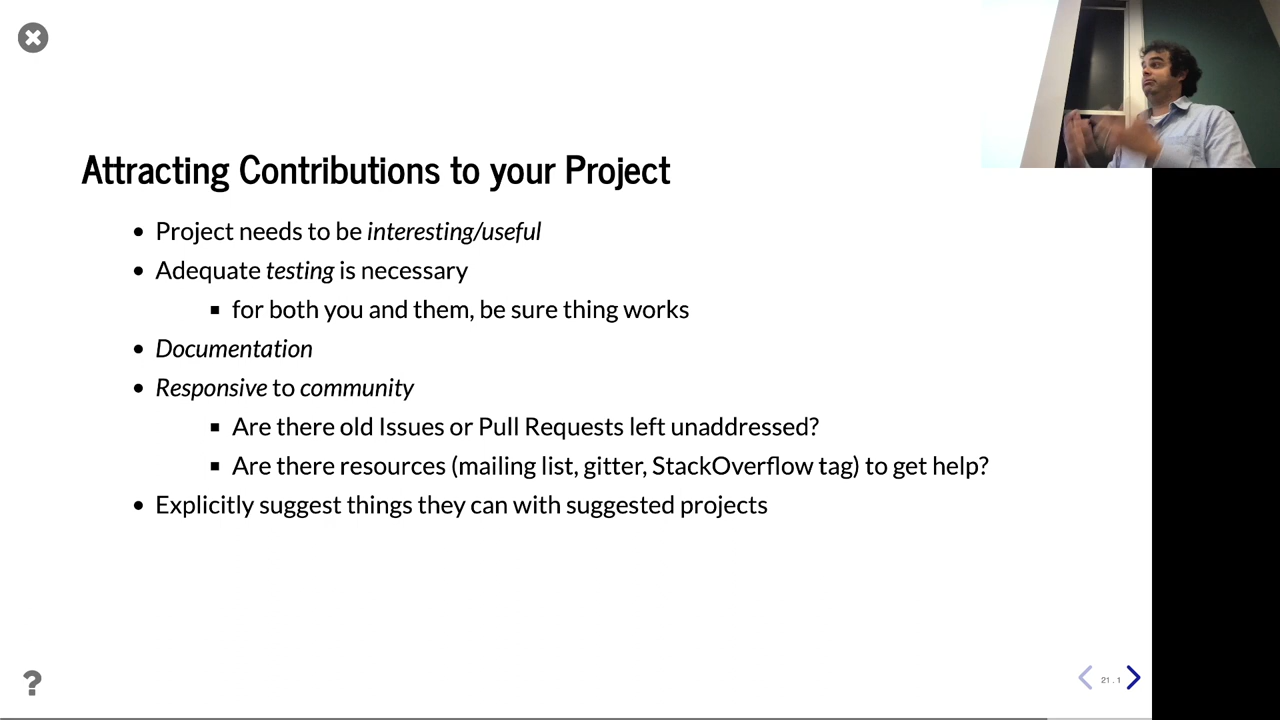 Attracting Contributions to your Project
• Project needs to be interesting/useful
• Adequate testing is necessary
▪ for both you and them, be sure thing works
• Documentation
• Responsive to community
▪ Are there old Issues or Pull Requests left unaddressed?
▪ Are there resources (mailing list, gitter, StackOverflow tag) to get help?
• Explicitly suggest things they can with suggested projects
?
21 . 1